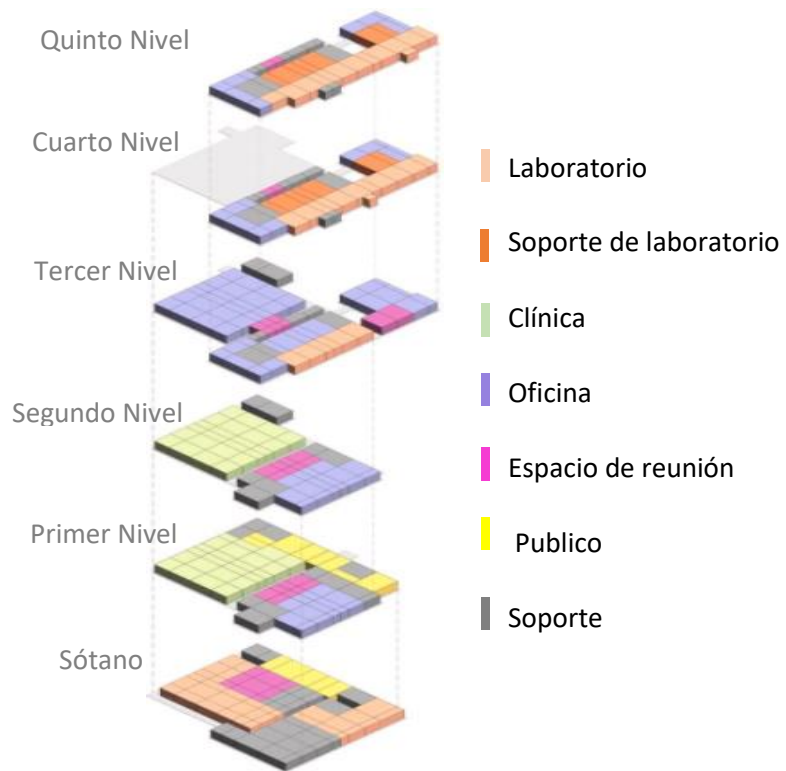 Quinto Nivel
Cuarto Nivel
Tercer Nivel
Segundo Nivel
Primer Nivel
Sótano
Laboratorio
Soporte de laboratorio
Clínica
Oficina
Espacio de reunión
Publico
Soporte